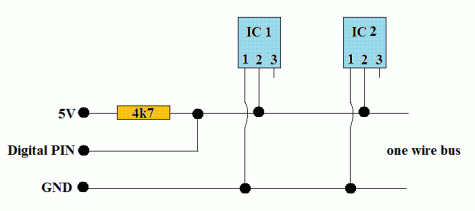 IC 1
IC 2
1 2 3
1 2 3
5V
4k7
Digital PIN
one wire bus
GND